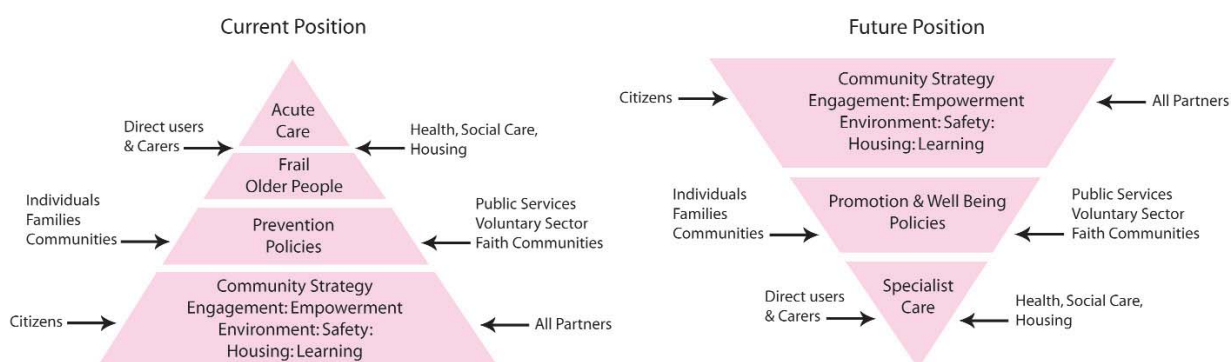 Current Position
Acute
Care
Direct users
& Carers
Health, Social Care,
Housing
Frail
Older People
Individuals
Families
Communities
Prevention
Policies
Public Services
Voluntary Sector
Faith Communities
Citizens
Community Strategy
Engagement: Empowerment
Environment: Safety:
Housing: Learning
All Partners
Future Position
Citizens
Community Strategy
Engagement: Empowerment
Environment: Safety:
Housing: Learning
All Partners
Individuals
Families
Communities
Promotion & Well Being
Policies
Public Services
Voluntary Sector
Faith Communities
Direct users
& Carers
Specialist
Care
Health, Social Care,
Housing